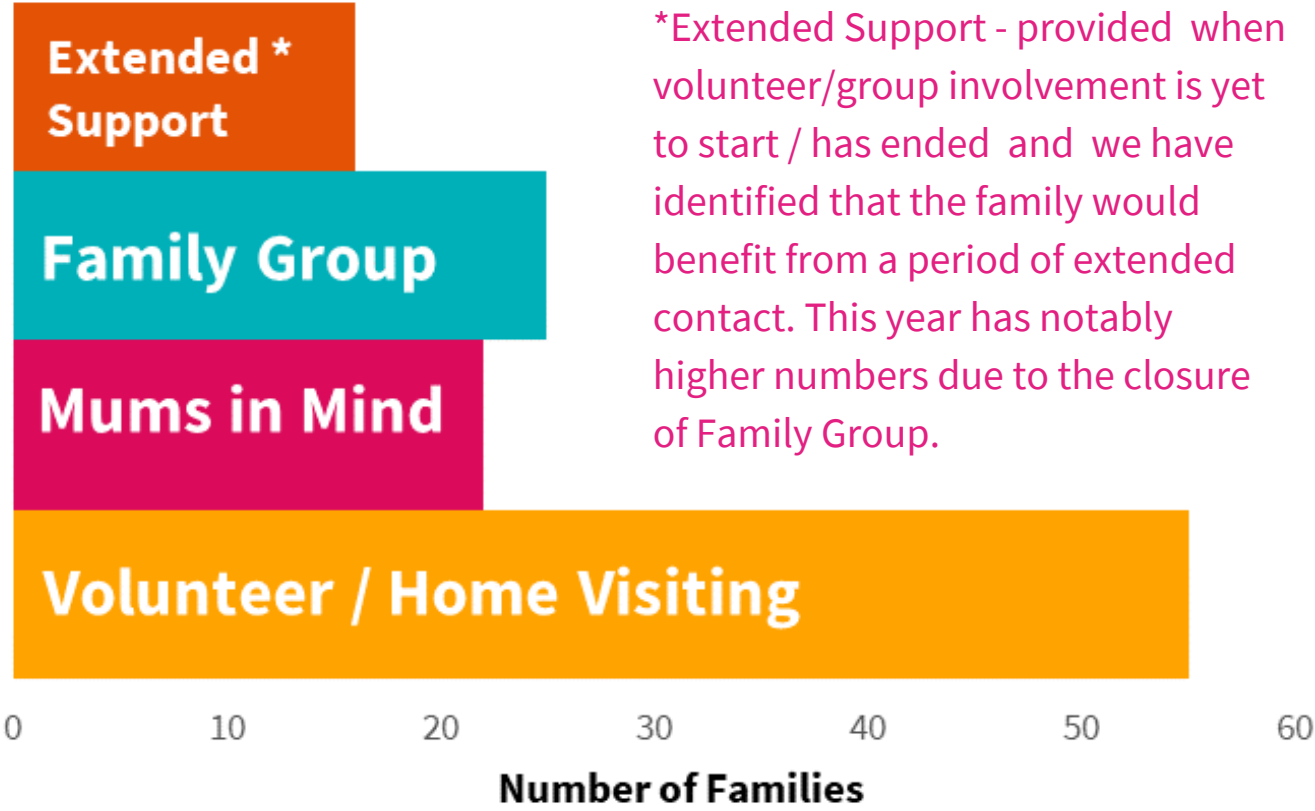 Extended *
Support
Family Group
Mums in Mind
Volunteer / Home Visiting
*Extended Support - provided when
volunteer/group involvement is yet
to start / has ended and we have
identified that the family would
benefit from a period of extended
contact. This year has notably
higher numbers due to the closure
of Family Group.
0 10 20 30 40 50 60
Number of Families